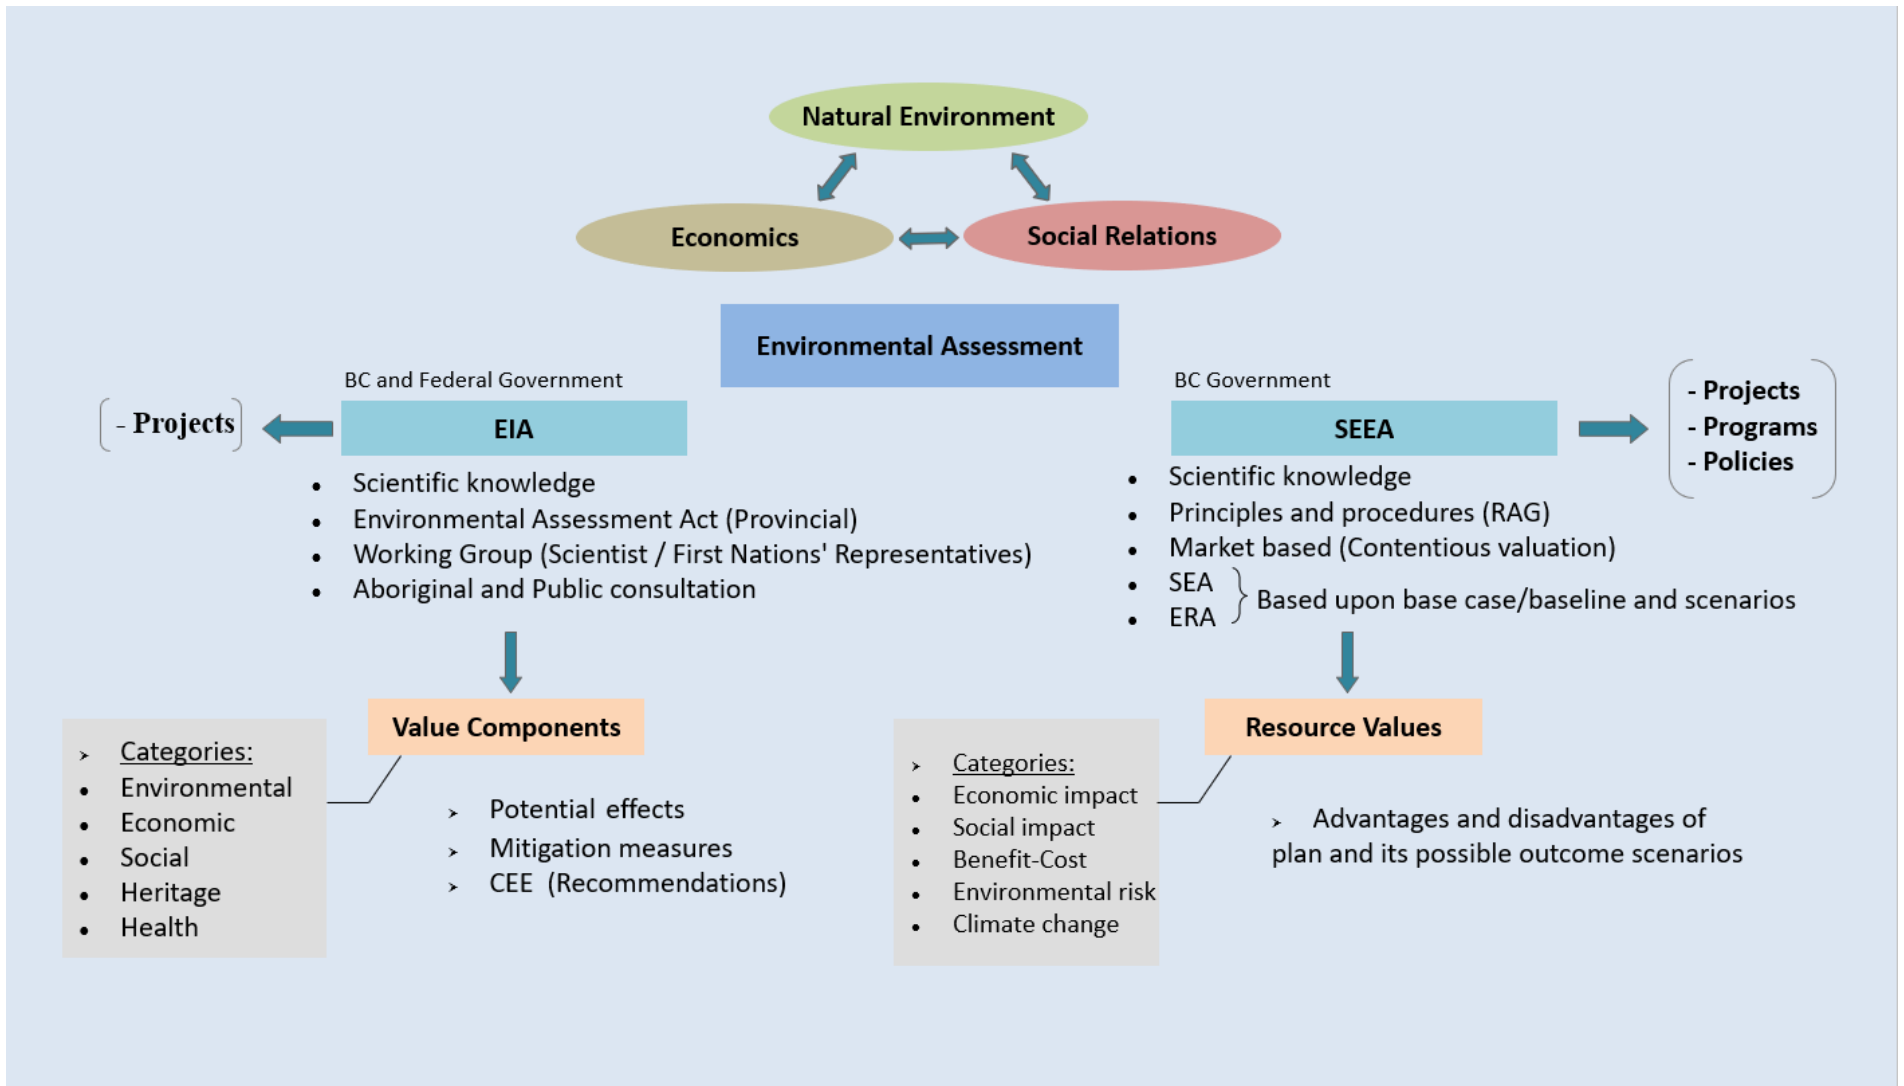 Natural Environment
Economics
Social Relations
Environmental Assessment
BC and Federal Government
- Projects
EIA
• Scientific knowledge
• Environmental Assessment Act (Provincial)
• Working Group (Scientist / First Nations' Representatives)
• Aboriginal and Public consultation
Value Components
➢ Categories:
• Environmental
• Economic
• Social
• Heritage
• Health
➢ Potential effects
➢ Mitigation measures
➢ CEE (Recommendations)
BC Government
SEEA
- Projects
- Programs
- Policies
• Scientific knowledge
• Principles and procedures (RAG)
• Market based (Contentious valuation)
• SEA
• ERA
Based upon base case/baseline and scenarios
Resource Values
➢ Categories:
• Economic impact
• Social impact
• Benefit-Cost
• Environmental risk
• Climate change
➢ Advantages and disadvantages of
plan and its possible outcome scenarios